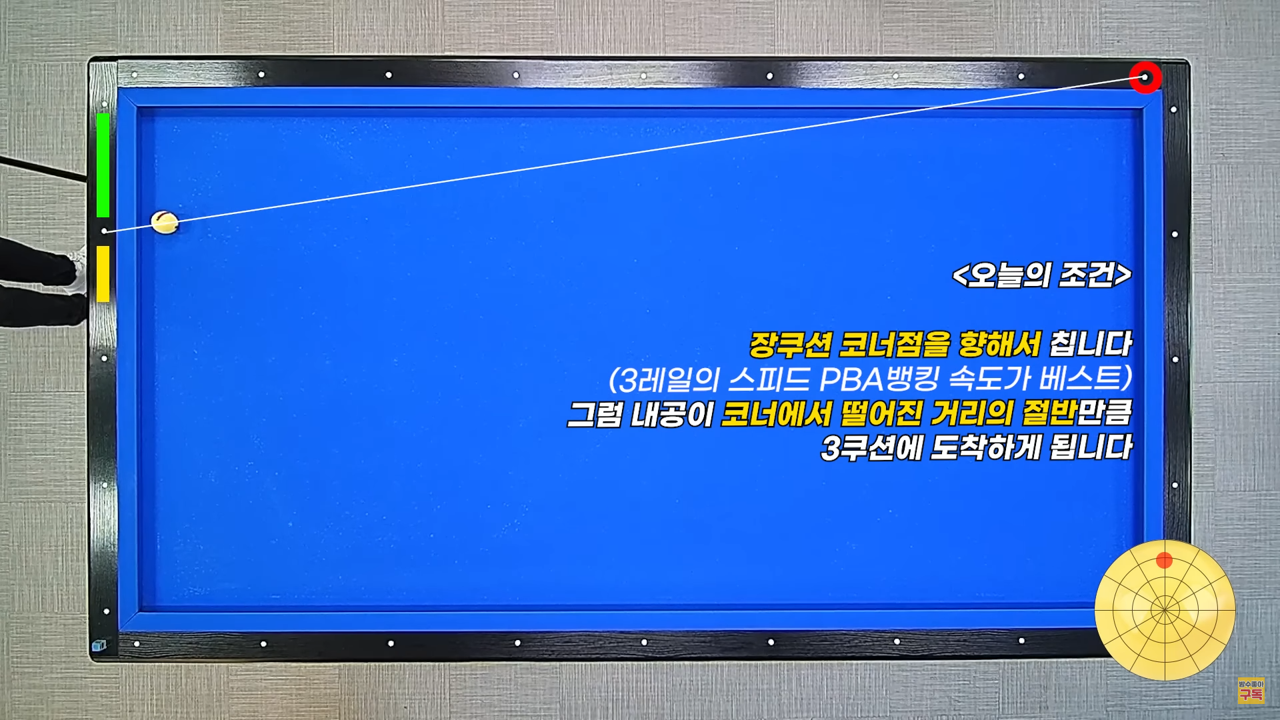 <오늘의 조건>
장쿠션 코너점을 향해서 칩니다
(3레일의 스피드 PBA뱅킹 속도가 베스트)
그럼 내공이 코너에서 떨어진 거리의 절반만큼
3쿠션에 도착하게 됩니다
구독